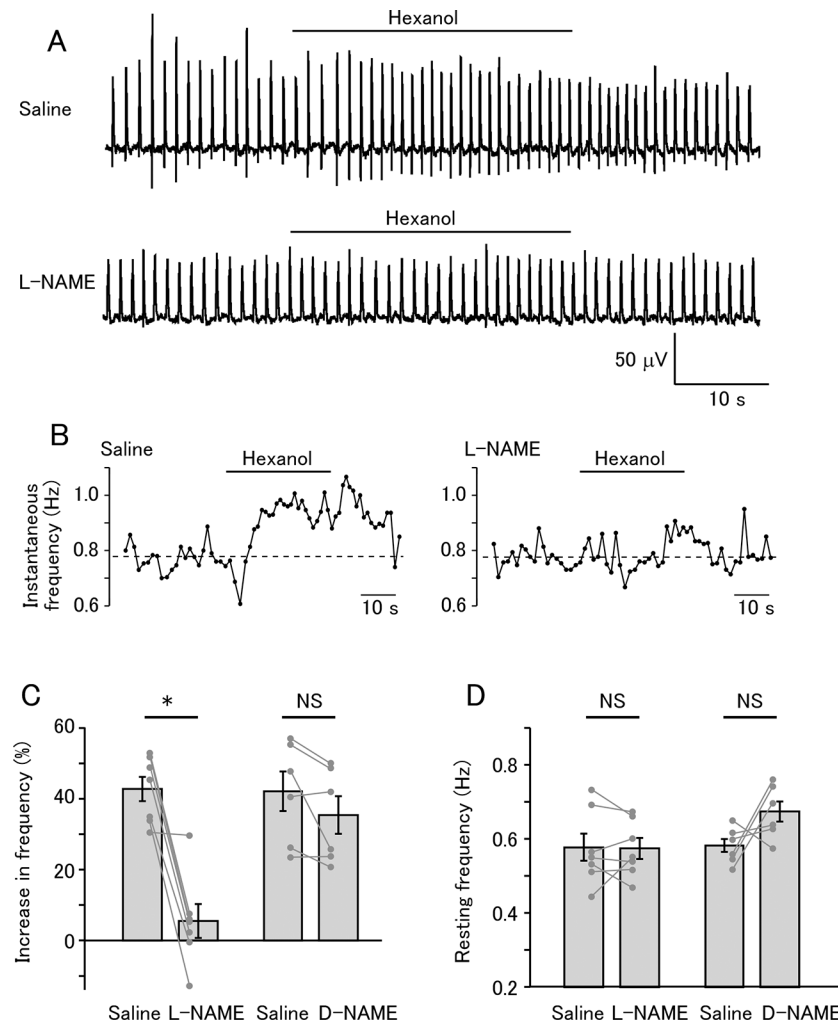 A
Hexanol
Saline
Hexanol
L-NAME
50 μV
10 s
B
Saline
Hexanol
L-NAME
Hexanol
Instantaneous
frequency (Hz)
1.0
0.8
0.6
10 s
1.0
0.8
0.6
10 s
C
*
NS
Increase in frequency (%)
60
40
20
0
Saline L-NAME
Saline D-NAME
D
NS
NS
Resting frequency (Hz)
0.8
0.6
0.4
0.2
Saline L-NAME
Saline D-NAME